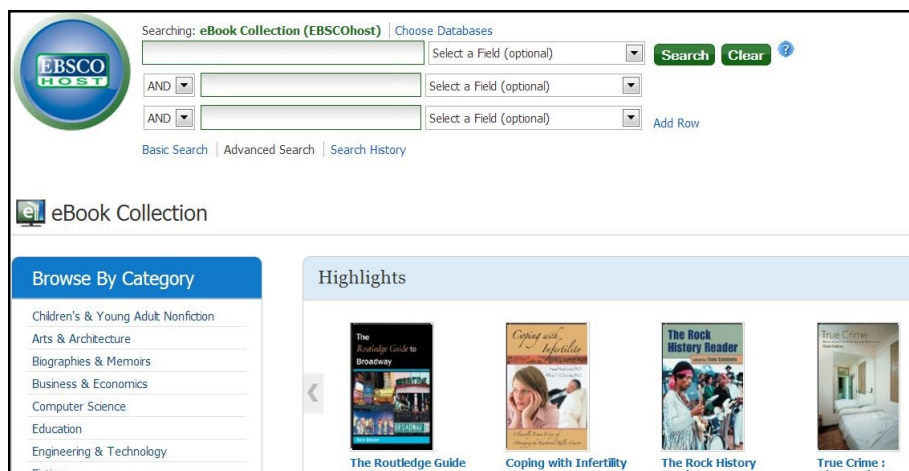 Searching: eBook Collection (EBSCOhost) Choose Databases
EBSCO
HOST
Select a Field (optional) Search Clear ?
AND Select a Field (optional)
AND Select a Field (optional) Add Row
Basic Search Advanced Search Search History
eBook Collection
Browse By Category
Children's & Young Adult Nonfiction
Arts & Architecture
Biographies & Memoirs
Business & Economics
Computer Science
Education
Engineering & Technology
Highlights
The
Routledge Guide to
Broadway
Coping with
Infertility
The Rock
History Reader
True Crime
The Routledge Guide
Coping with Infertility
The Rock History
True Crime :